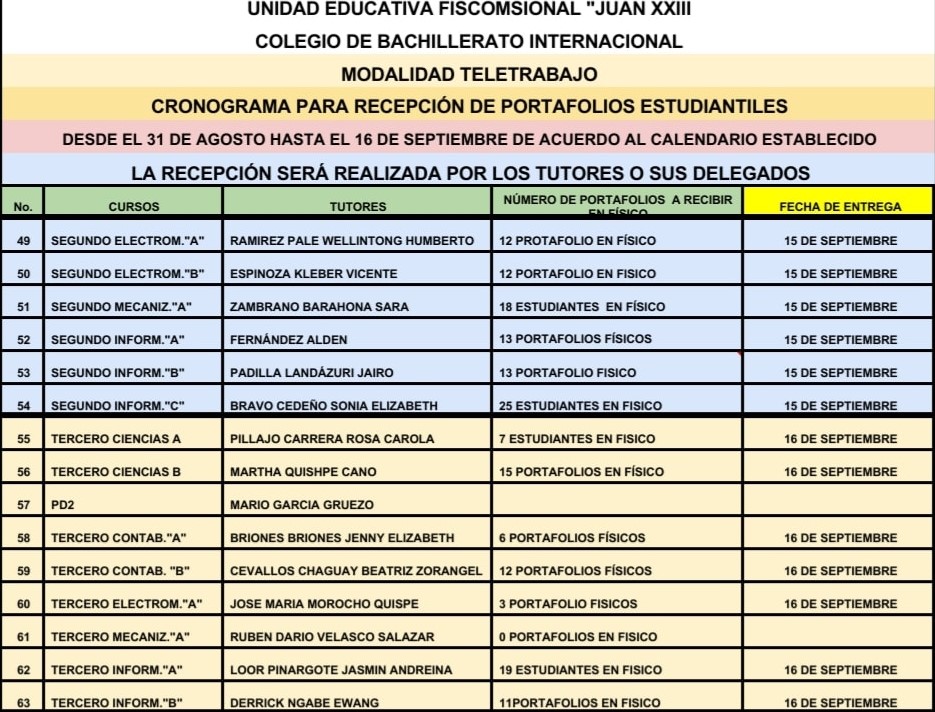 UNIDAD EDUCATIVA FISCOMSIONAL "JUAN XXIII
COLEGIO DE BACHILLERATO INTERNACIONAL
MODALIDAD TELETRABAJO
CRONOGRAMA PARA RECEPCIÓN DE PORTAFOLIOS ESTUDIANTILES
DESDE EL 31 DE AGOSTO HASTA EL 16 DE SEPTIEMBRE DE ACUERDO AL CALENDARIO ESTABLECIDO
LA RECEPCIÓN SERÁ REALIZADA POR LOS TUTORES O SUS DELEGADOS
No. CURSOS TUTORES NÚMERO DE PORTAFOLIOS A RECIBIR EN FÍSICO FECHA DE ENTREGA
49 SEGUNDO ELECTROM."A" RAMIREZ PALE WELLINTONG HUMBERTO 12 PROTAFOLIO EN FÍSICO 15 DE SEPTIEMBRE
50 SEGUNDO ELECTROM."B" ESPINOZA KLEBER VICENTE 12 PORTAFOLIO EN FISICO 15 DE SEPTIEMBRE
51 SEGUNDO MECANIZ."A" ZAMBRANO BARAHONA SARA 18 ESTUDIANTES EN FÍSICO 15 DE SEPTIEMBRE
52 SEGUNDO INFORM."A" FERNÁNDEZ ALDEN 13 PORTAFOLIOS FÍSICOS 15 DE SEPTIEMBRE
53 SEGUNDO INFORM."B" PADILLA LANDÁZURI JAIRO 13 PORTAFOLIO FISICO 15 DE SEPTIEMBRE
54 SEGUNDO INFORM."C" BRAVO CEDEÑO SONIA ELIZABETH 25 ESTUDIANTES EN FISICO 15 DE SEPTIEMBRE
55 TERCERO CIENCIAS A PILLAJO CARRERA ROSA CAROLA 7 ESTUDIANTES EN FISICO 16 DE SEPTIEMBRE
56 TERCERO CIENCIAS B MARTHA QUISHPE CANO 15 PORTAFOLIOS EN FÍSICO 16 DE SEPTIEMBRE
57 PD2 MARIO GARCIA GRUEZO
58 TERCERO CONTAB."A" BRIONES BRIONES JENNY ELIZABETH 6 PORTAFOLIOS FÍSICOS 16 DE SEPTIEMBRE
59 TERCERO CONTAB. "B" CEVALLOS CHAGUAY BEATRIZ ZORANGEL 12 PORTAFOLIOS FÍSICOS 16 DE SEPTIEMBRE
60 TERCERO ELECTROM."A" JOSE MARIA MOROCHO QUISPE 3 PORTAFOLIO FISICOS 16 DE SEPTIEMBRE
61 TERCERO MECANIZ."A" RUBEN DARIO VELASCO SALAZAR 0 PORTAFOLIOS EN FISICO
62 TERCERO INFORM."A" LOOR PINARGOTE JASMIN ANDREINA 19 ESTUDIANTES EN FISICO 16 DE SEPTIEMBRE
63 TERCERO INFORM."B" DERRICK NGABE EWANG 11PORTAFOLIOS EN FISICO 16 DE SEPTIEMBRE